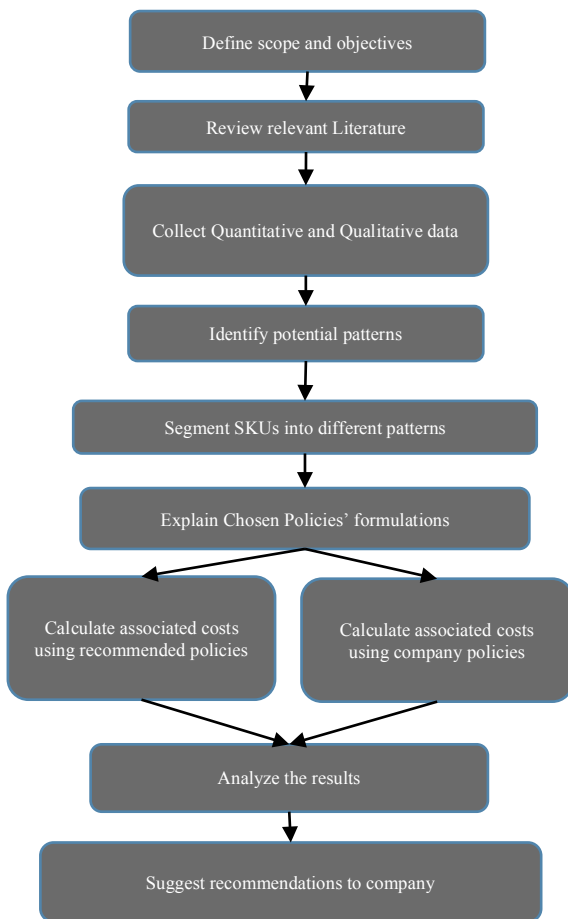 Define scope and objectives
Review relevant Literature
Collect Quantitative and Qualitative data
Identify potential patterns
Segment SKUs into different patterns
Explain Chosen Policies’ formulations
Calculate associated costs
using recommended policies
Calculate associated costs
using company policies
Analyze the results
Suggest recommendations to company